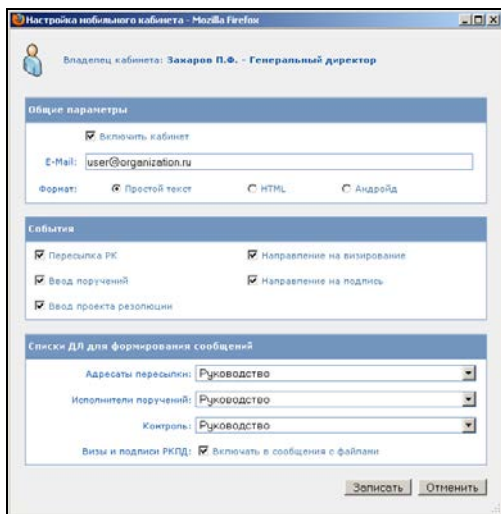 Настройка мобильного кабинета - Mozilla Firefox
Владелец кабинета: Захаров П.Ф. - Генеральный директор
Общие параметры
Включить кабинет
E-Mail: user@organization.ru
Формат: Простой текст HTML Андройд
События
Пересылка РК Направление на визирование
Ввод поручений Направление на подпись
Ввод проекта резолюции
Списки ДЛ для формирования сообщений
Адресаты пересылки: Руководство
Исполнители поручений: Руководство
Контроль: Руководство
Визы и подписи РКПД: Включать в сообщения с файлами
Записать Отменить